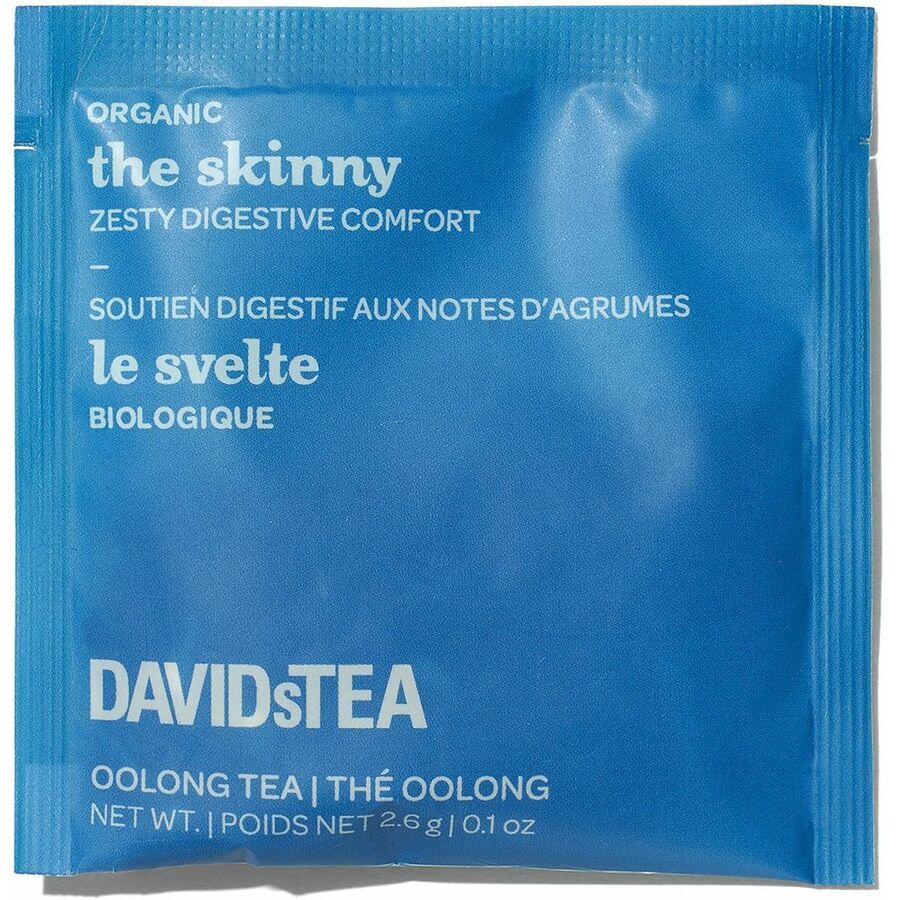 ORGANIC
the skinny
ZESTY DIGESTIVE COMFORT
–
SOUTIEN DIGESTIF AUX NOTES D'AGRUMES
le svelte
BIOLOGIQUE
DAVIDsTEA
OOLONG TEA | THÉ OOLONG
NET WT. | POIDS NET 2.6 g | 0.1 oz